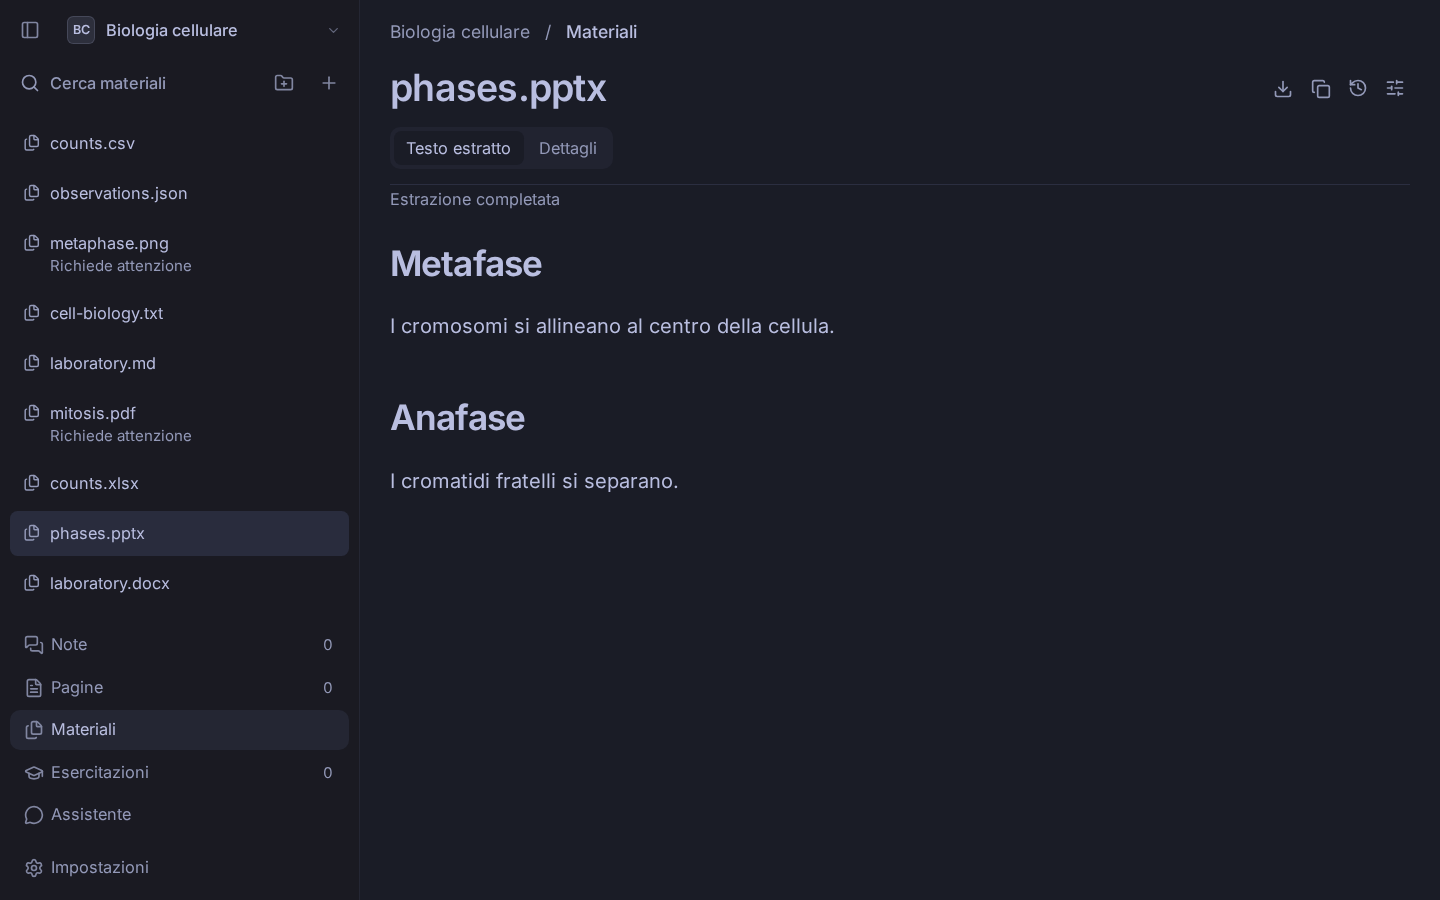 BC Biologia cellulare
Cerca materiali
counts.csv
observations.json
metaphase.png
Richiede attenzione
cell-biology.txt
laboratory.md
mitosis.pdf
Richiede attenzione
counts.xlsx
phases.pptx
laboratory.docx
Note 0
Pagine 0
Materiali
Esercitazioni 0
Assistente
Impostazioni
Biologia cellulare / Materiali
phases.pptx
Testo estratto Dettagli
Estrazione completata
Metafase
I cromosomi si allineano al centro della cellula.
Anafase
I cromatidi fratelli si separano.